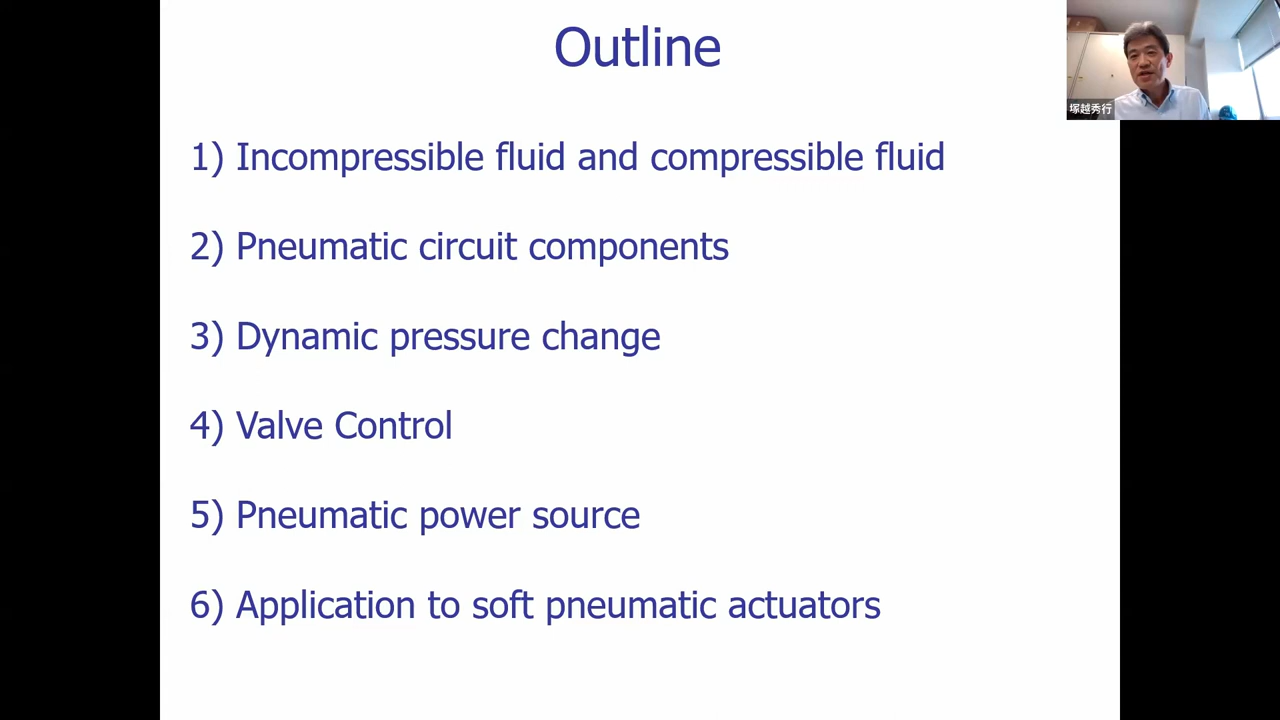 Outline
塚越秀行
1) Incompressible fluid and compressible fluid
2) Pneumatic circuit components
3) Dynamic pressure change
4) Valve Control
5) Pneumatic power source
6) Application to soft pneumatic actuators